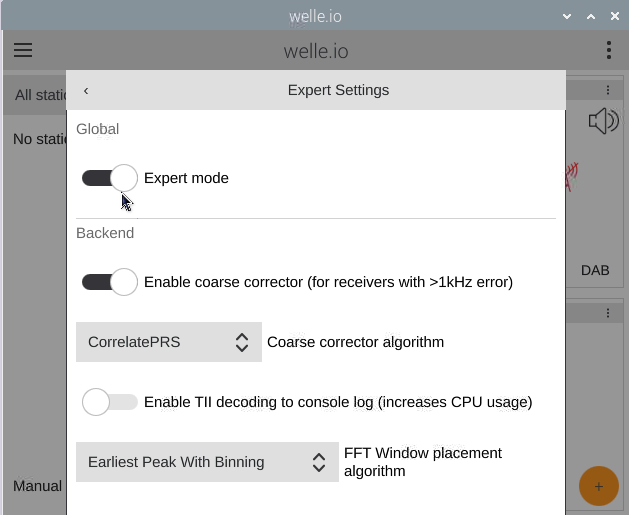 welle.io
welle.io
Expert Settings
All static
No static
Global
Expert mode
Backend
Enable coarse corrector (for receivers with >1kHz error)
CorrelatePRS
Coarse corrector algorithm
Enable TII decoding to console log (increases CPU usage)
Earliest Peak With Binning
FFT Window placement
algorithm
DAB
Manual
+